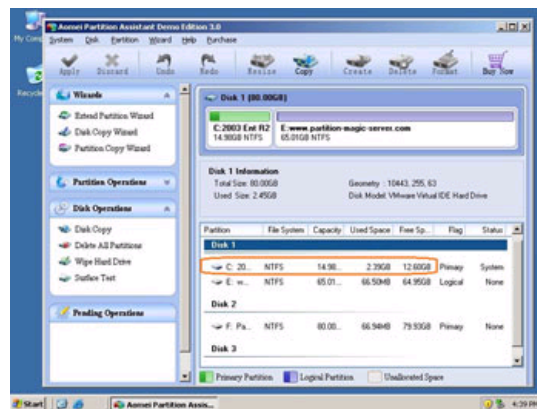 Aomei Partition Assistant Demo Edition 3.0
My Comp
System Disk Partition Wizard Help Purchase
Apply Discard Undo Redo Resize Copy Create Delete Format Buy Now
Recycle
Wizards
Extend Partition Wizard
Disk Copy Wizard
Partition Copy Wizard
Partition Operations
Disk Operations
Disk Copy
Delete All Partitions
Wipe Hard Drive
Surface Test
Pending Operations
Disk 1 (80.00GB)
C:2003 Ent R2
14.98GB NTFS
E:www.partition-magic-server.com
65.01GB NTFS
Disk 1 Information
Total Size: 80.00GB Geometry : 10443, 255, 63
Used Size: 2.45GB Disk Model: VMware Virtual IDE Hard Drive
Partition File System Capacity Used Space Free Sp... Flag Status
Disk 1
C: 20... NTFS 14.98... 2.39GB 12.60GB Primary System
E: w... NTFS 65.01... 66.50MB 64.95GB Logical None
Disk 2
F: Pa... NTFS 80.00... 66.94MB 79.93GB Primary None
Disk 3
Primary Partition Logical Partition Unallocated Space
Start Aomei Partition Assis... 4:39 PM